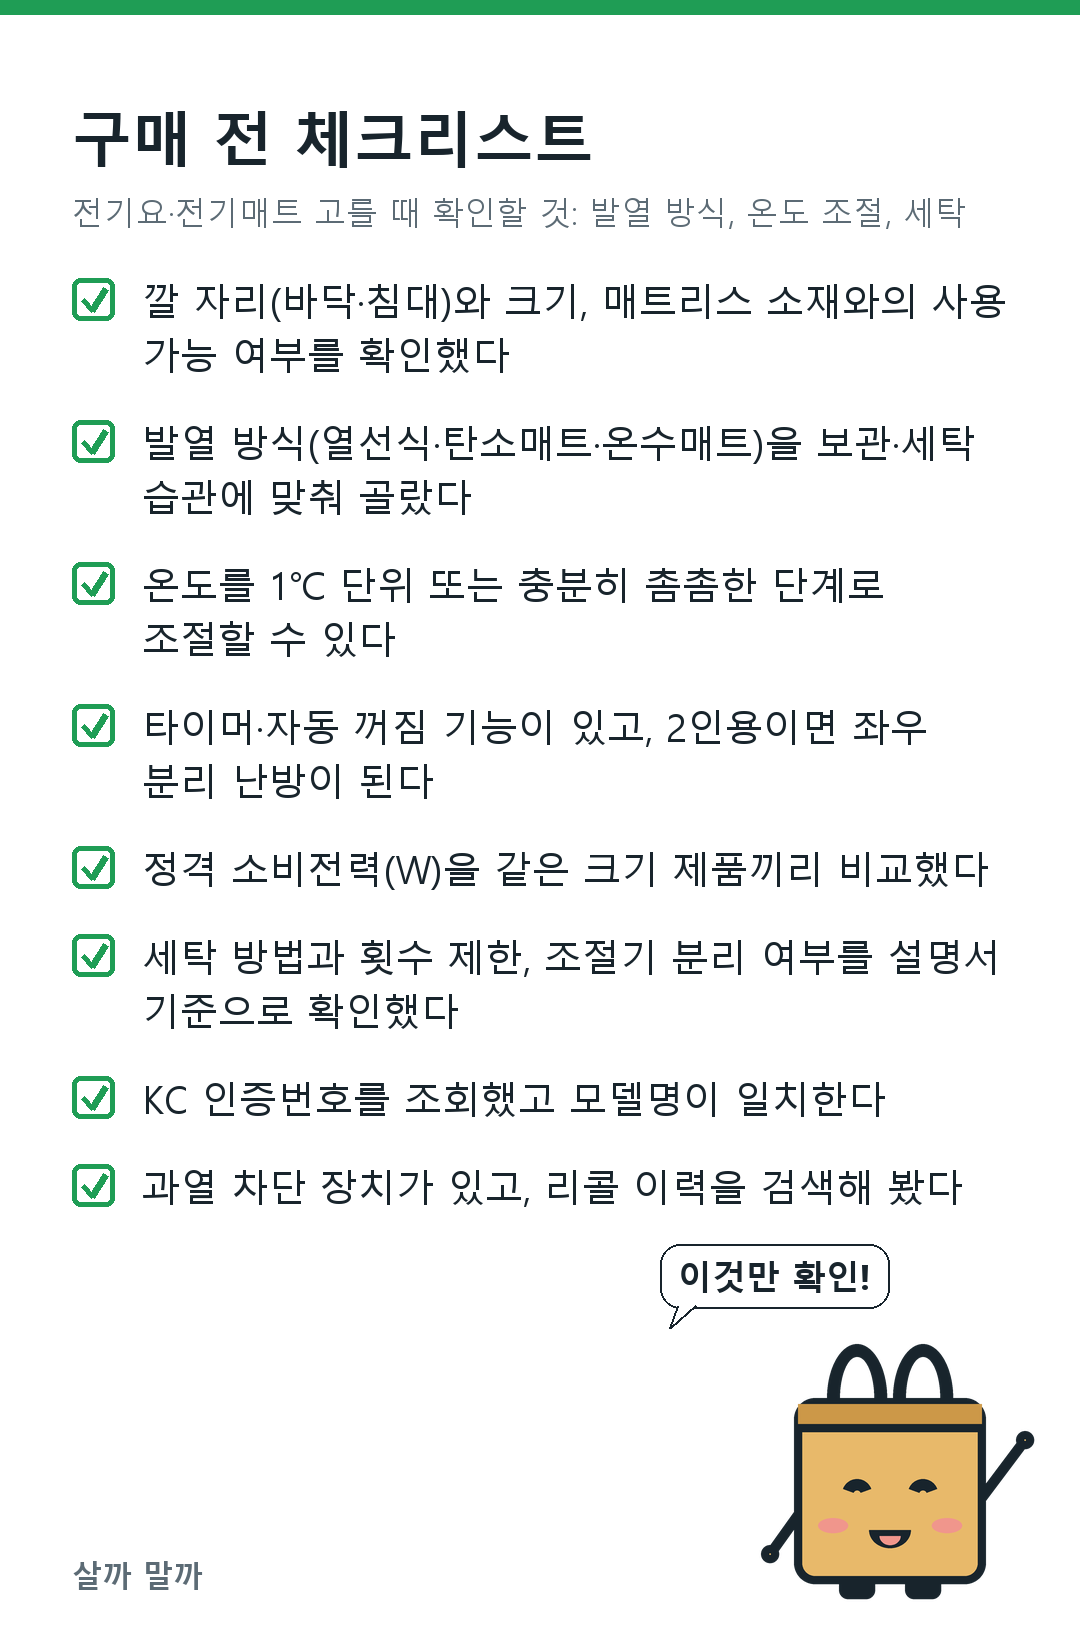 구매 전 체크리스트
전기요·전기매트 고를 때 확인할 것: 발열 방식, 온도 조절, 세탁
깔 자리(바닥·침대)와 크기, 매트리스 소재와의 사용
가능 여부를 확인했다
발열 방식(열선식·탄소매트·온수매트)을 보관·세탁
습관에 맞춰 골랐다
온도를 1℃ 단위 또는 충분히 촘촘한 단계로
조절할 수 있다
타이머·자동 꺼짐 기능이 있고, 2인용이면 좌우
분리 난방이 된다
정격 소비전력(W)을 같은 크기 제품끼리 비교했다
세탁 방법과 횟수 제한, 조절기 분리 여부를 설명서
기준으로 확인했다
KC 인증번호를 조회했고 모델명이 일치한다
과열 차단 장치가 있고, 리콜 이력을 검색해 봤다
이것만 확인!
살까 말까